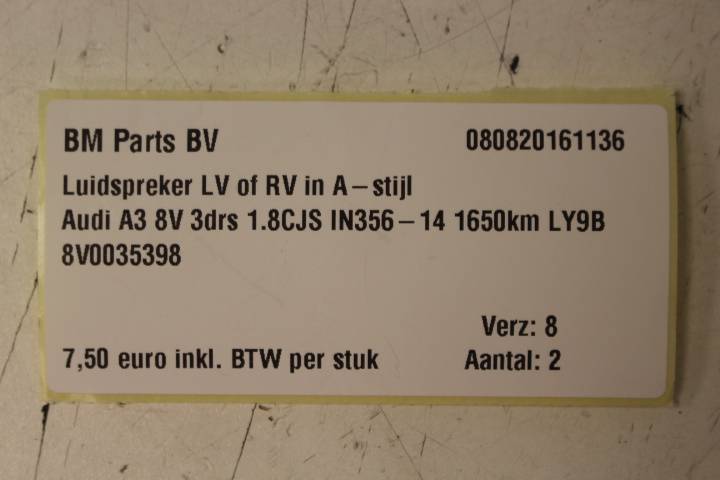 BM Parts BV 080820161136
Luidspreker LV of RV in A-stijl
Audi A3 8V 3drs 1.8CJS IN356-14 1650km LY9B
8V0035398
Verz: 8
7,50 euro inkl. BTW per stuk Aantal: 2